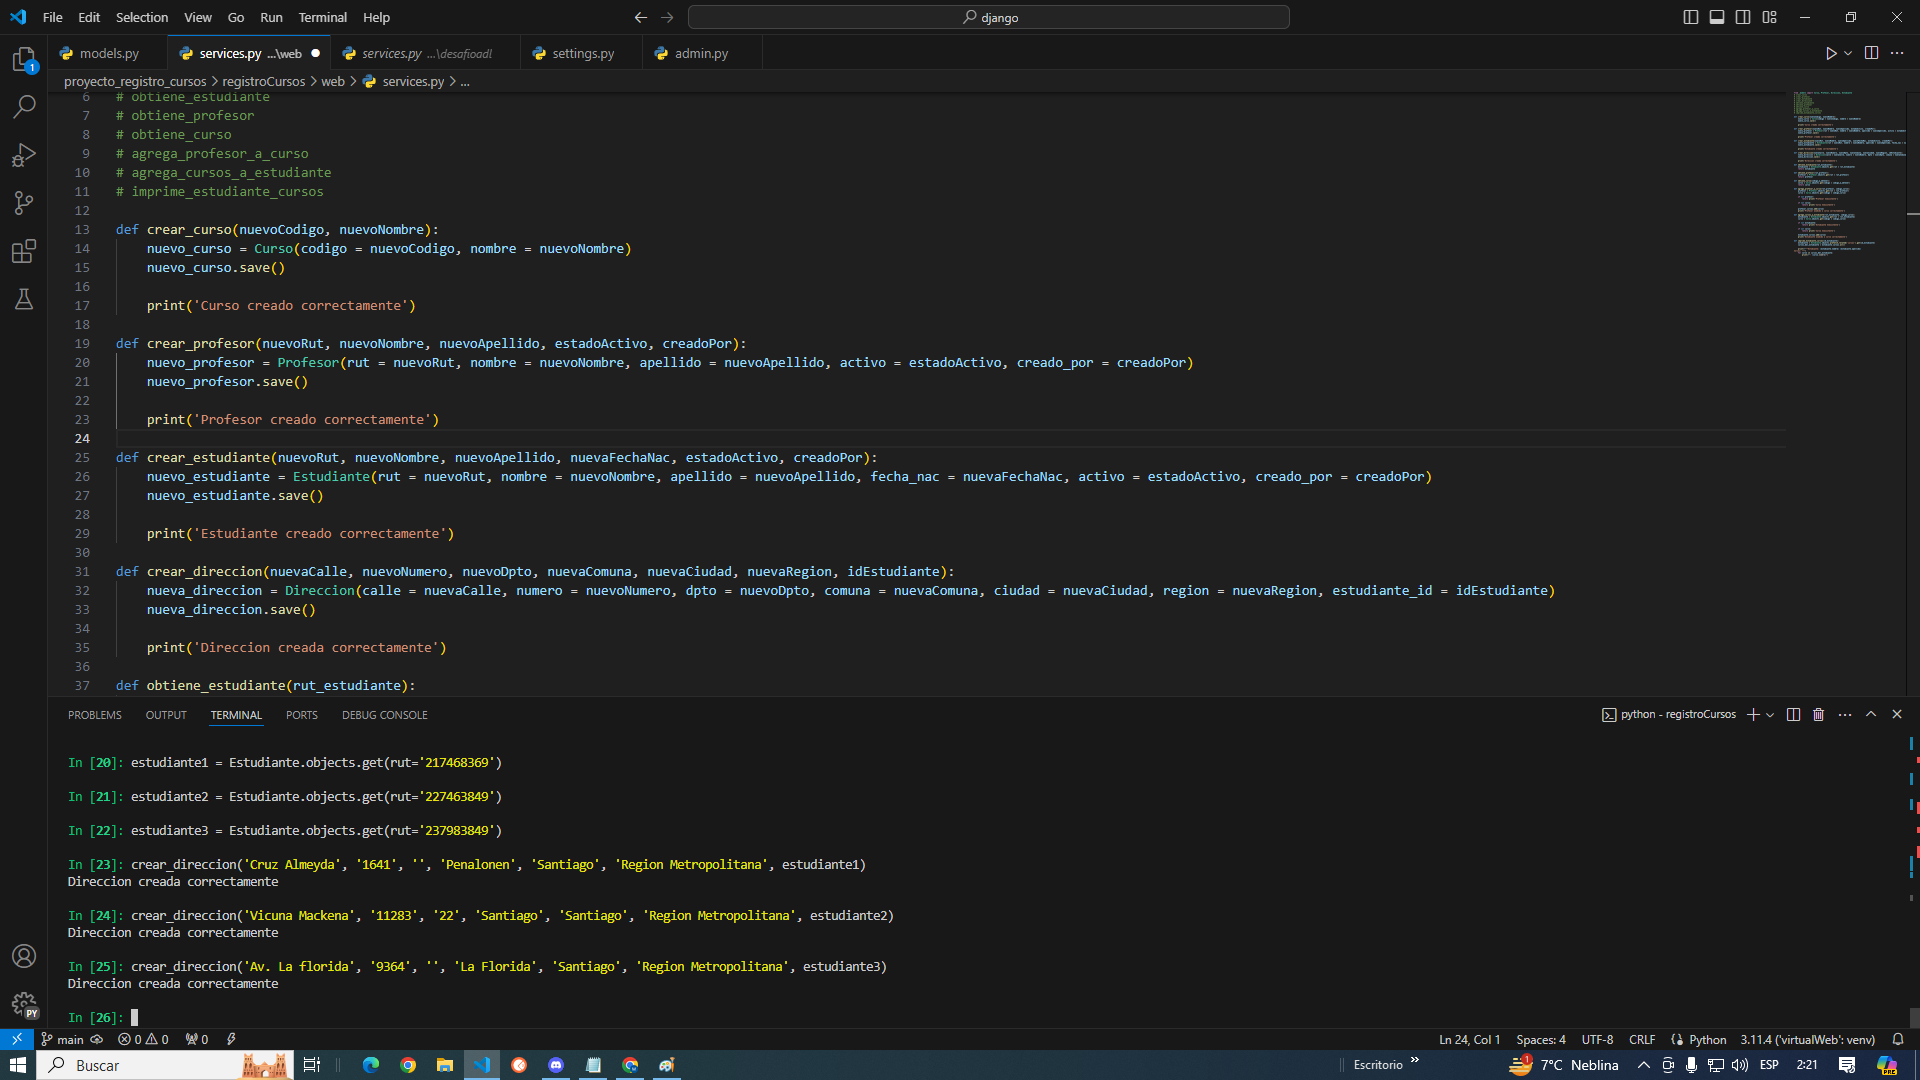 File Edit Selection View Go Run Terminal Help
django
models.py services.py ...\web services.py ...\desafioadl settings.py admin.py
proyecto_registro_cursos > registroCursos > web > services.py > ...
6 # obtiene_estudiante
7 # obtiene_profesor
8 # obtiene_curso
9 # agrega_profesor_a_curso
10 # agrega_cursos_a_estudiante
11 # imprime_estudiante_cursos
12
13 def crear_curso(nuevoCodigo, nuevoNombre):
14 nuevo_curso = Curso(codigo = nuevoCodigo, nombre = nuevoNombre)
15 nuevo_curso.save()
16
17 print('Curso creado correctamente')
18
19 def crear_profesor(nuevoRut, nuevoNombre, nuevoApellido, estadoActivo, creadoPor):
20 nuevo_profesor = Profesor(rut = nuevoRut, nombre = nuevoNombre, apellido = nuevoApellido, activo = estadoActivo, creado_por = creadoPor)
21 nuevo_profesor.save()
22
23 print('Profesor creado correctamente')
24
25 def crear_estudiante(nuevoRut, nuevoNombre, nuevoApellido, nuevaFechaNac, estadoActivo, creadoPor):
26 nuevo_estudiante = Estudiante(rut = nuevoRut, nombre = nuevoNombre, apellido = nuevoApellido, fecha_nac = nuevaFechaNac, activo = estadoActivo, creado_por = creadoPor)
27 nuevo_estudiante.save()
28
29 print('Estudiante creado correctamente')
30
31 def crear_direccion(nuevaCalle, nuevoNumero, nuevoDpto, nuevaComuna, nuevaCiudad, nuevaRegion, idEstudiante):
32 nueva_direccion = Direccion(calle = nuevaCalle, numero = nuevoNumero, dpto = nuevoDpto, comuna = nuevaComuna, ciudad = nuevaCiudad, region = nuevaRegion, estudiante_id = idEstudiante)
33 nueva_direccion.save()
34
35 print('Direccion creada correctamente')
36
37 def obtiene_estudiante(rut_estudiante):
PROBLEMS OUTPUT TERMINAL PORTS DEBUG CONSOLE
python - registroCursos
In [20]: estudiante1 = Estudiante.objects.get(rut='217468369')
In [21]: estudiante2 = Estudiante.objects.get(rut='227463849')
In [22]: estudiante3 = Estudiante.objects.get(rut='237983849')
In [23]: crear_direccion('Cruz Almeyda', '1641', '', 'Penalonen', 'Santiago', 'Region Metropolitana', estudiante1)
Direccion creada correctamente
In [24]: crear_direccion('Vicuna Mackena', '11283', '22', 'Santiago', 'Santiago', 'Region Metropolitana', estudiante2)
Direccion creada correctamente
In [25]: crear_direccion('Av. La florida', '9364', '', 'La Florida', 'Santiago', 'Region Metropolitana', estudiante3)
Direccion creada correctamente
In [26]:
main 0 0 0 Ln 24, Col 1 Spaces: 4 UTF-8 CRLF Python 3.11.4 ('virtualWeb': venv)
Buscar Escritorio 7°C Neblina ESP 2:21